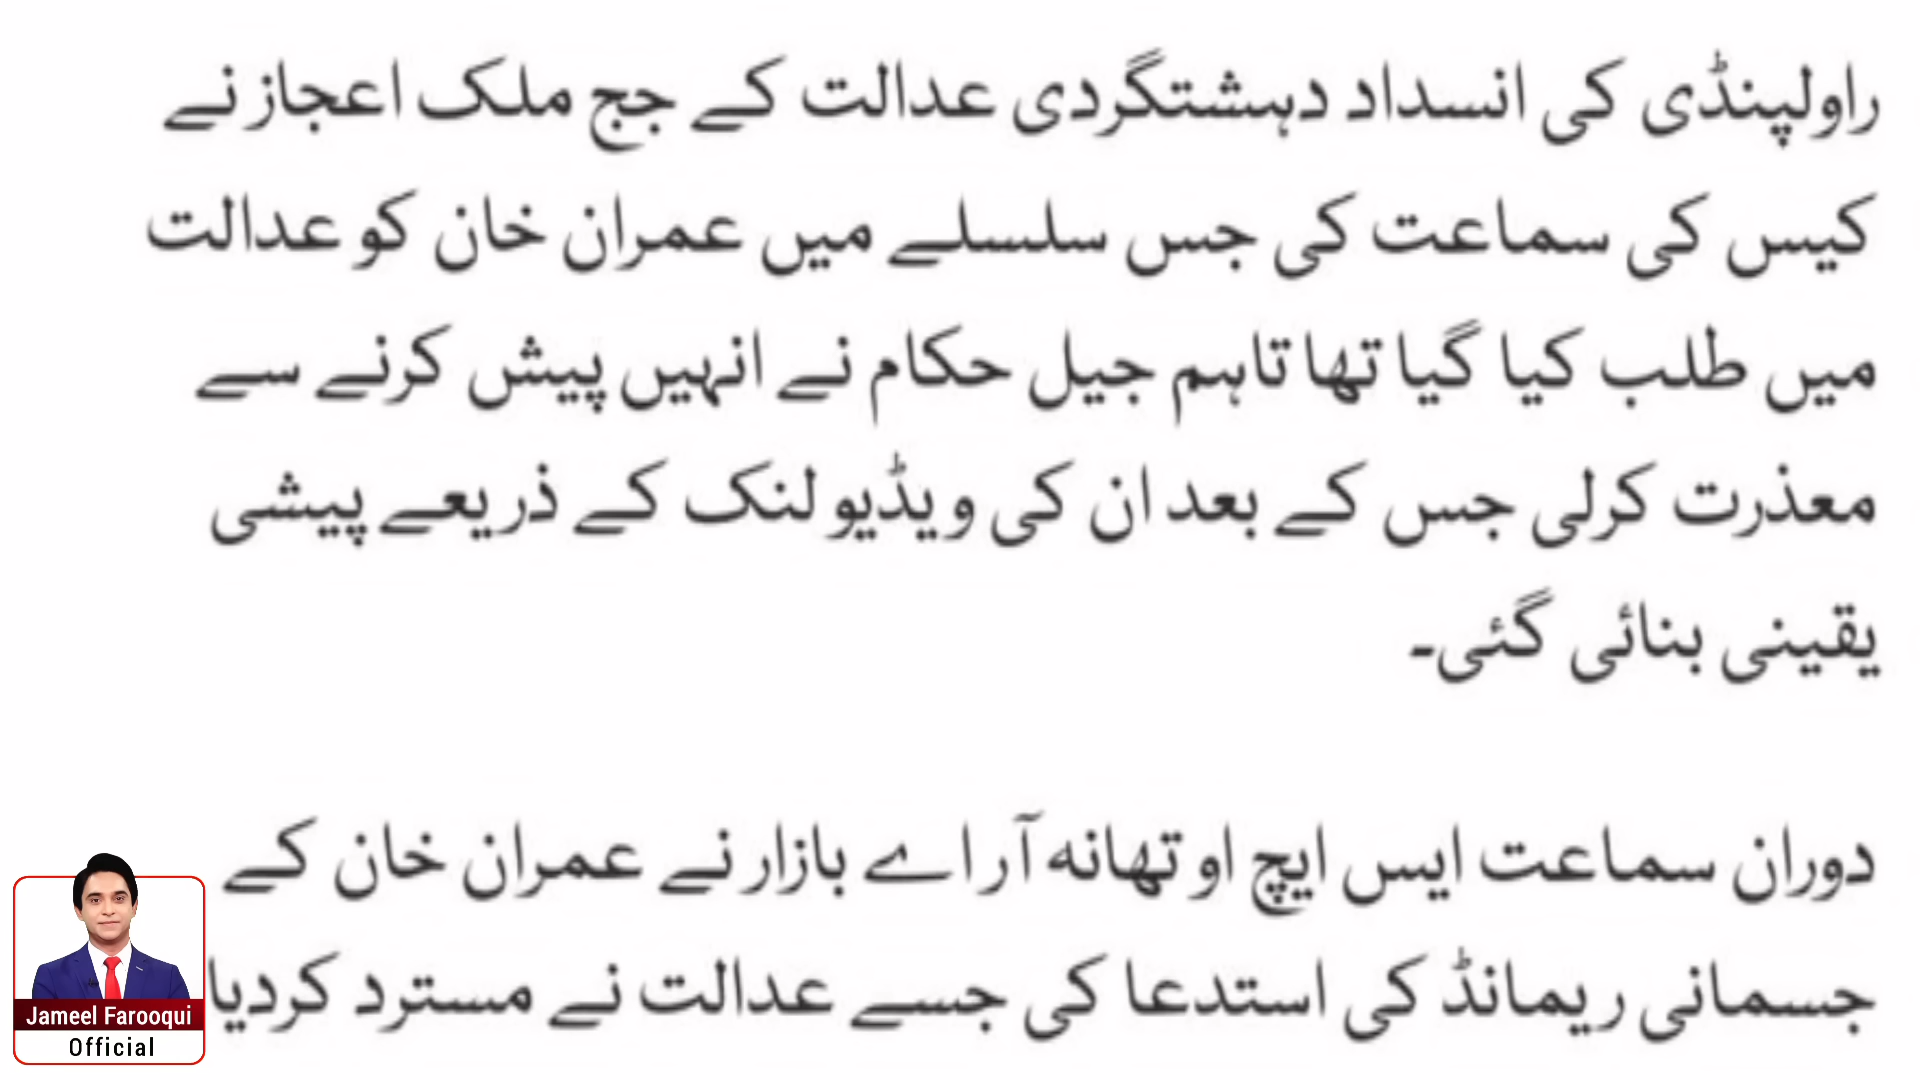 راولپنڈی کی انسداد دہشتگردی عدالت کے جج ملک اعجاز نے
کیس کی سماعت کی جس سلسلے میں عمران خان کو عدالت
میں طلب کیا گیا تھا تاہم جیل حکام نے انہیں پیش کرنے سے
معذرت کرلی جس کے بعد ان کی ویڈیو لنک کے ذریعے پیشی
یقینی بنائی گئی۔
دوران سماعت ایس ایچ او تھانہ آر اے بازار نے عمران خان کے
جسمانی ریمانڈ کی استدعا کی جسے عدالت نے مسترد کردیا
Jameel Farooqui
Official